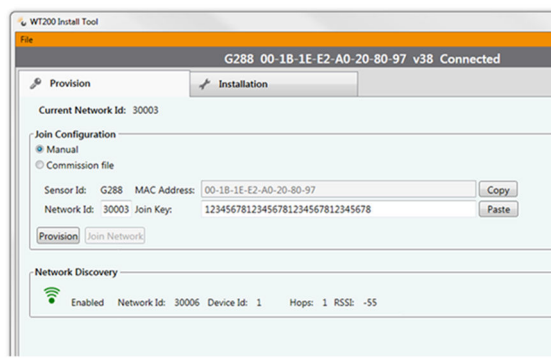 WT200 Install Tool
File
G288 00-1B-1E-E2-A0-20-80-97 v38 Connected
Provision Installation
Current Network Id: 30003
Join Configuration
Manual
Commission file
Sensor Id: G288 MAC Address: 00-1B-1E-E2-A0-20-80-97 Copy
Network Id: 30003 Join Key: 12345678123456781234567812345678 Paste
Provision Join Network
Network Discovery
Enabled Network Id: 30006 Device Id: 1 Hops: 1 RSSI: -55